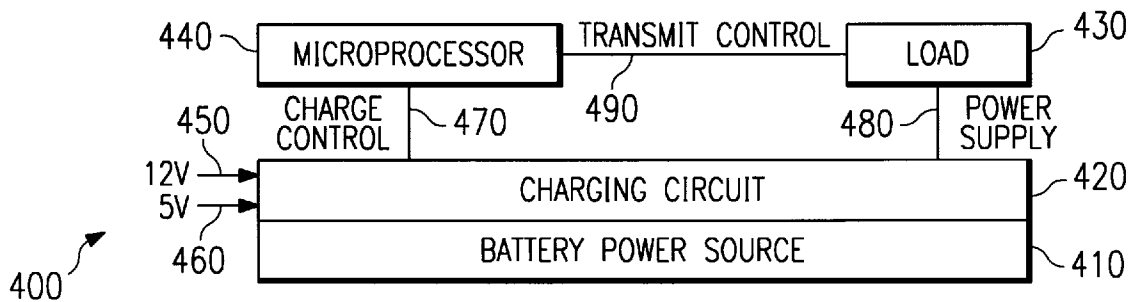 440
MICROPROCESSOR
TRANSMIT CONTROL
490
LOAD
430
CHARGE
CONTROL
470
480
POWER
SUPPLY
450
12V
5V
460
CHARGING CIRCUIT
420
BATTERY POWER SOURCE
410
400